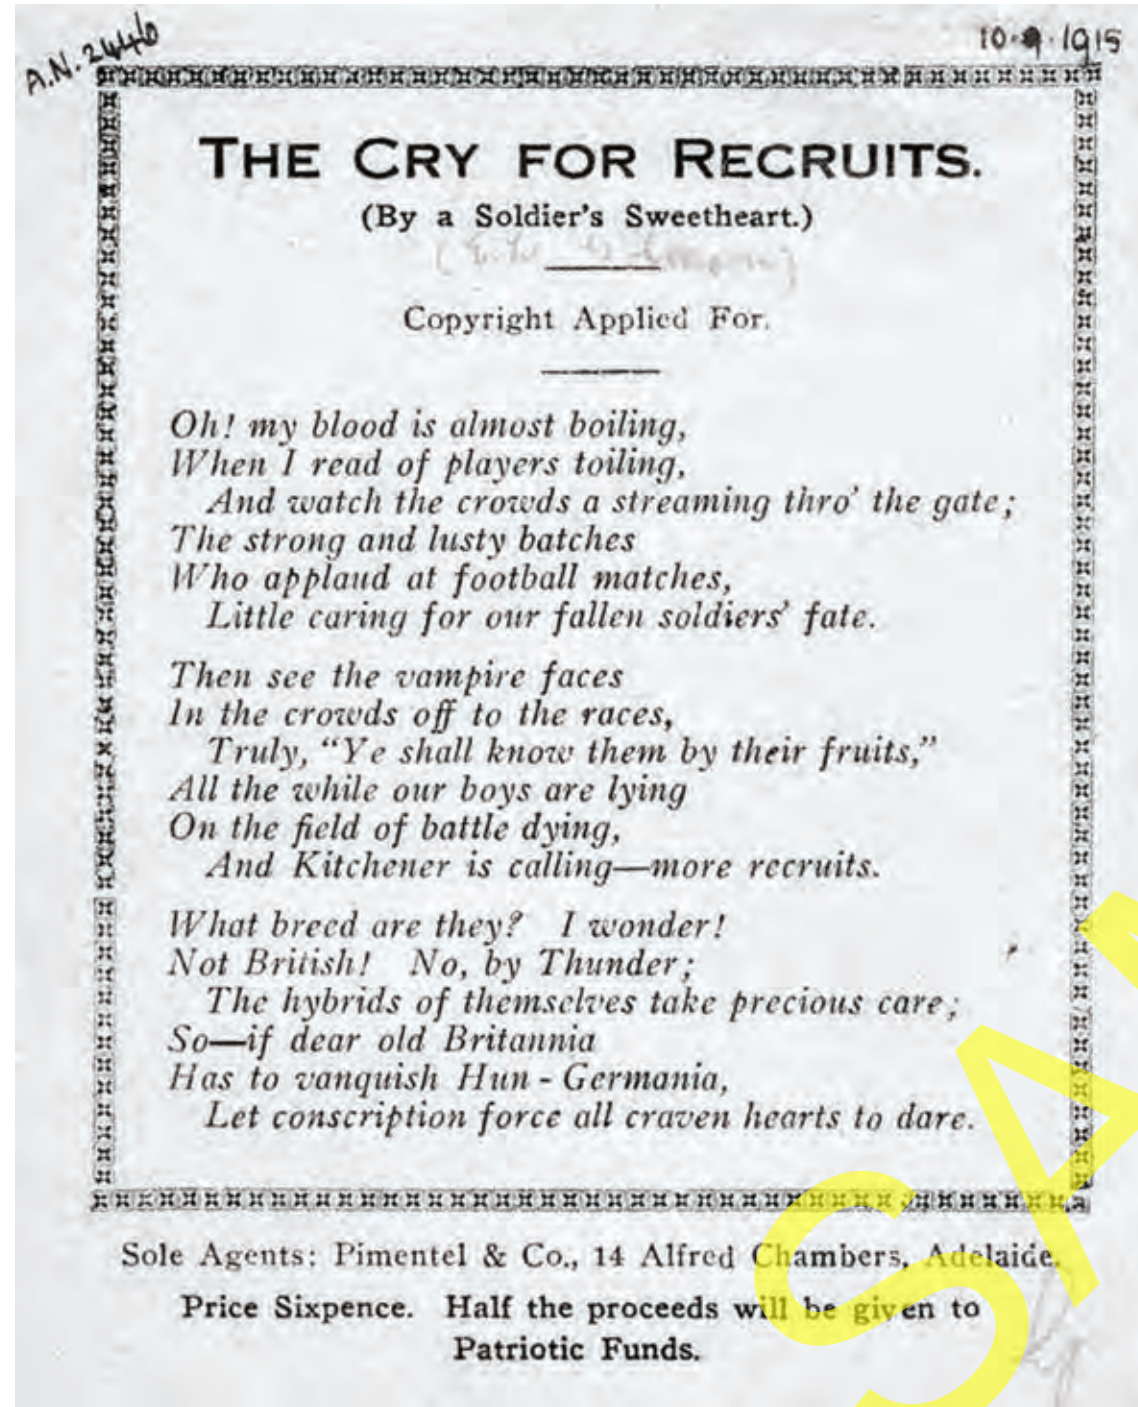 A.N. 2446
10.9.1915
THE CRY FOR RECRUITS.
(By a Soldier's Sweetheart.)
Copyright Applied For.
Oh! my blood is almost boiling,
When I read of players toiling,
And watch the crowds a streaming thro' the gate;
The strong and lusty batches
Who applaud at football matches,
Little caring for our fallen soldiers' fate.
Then see the vampire faces
In the crowds off to the races,
Truly, “Ye shall know them by their fruits,”
All the while our boys are lying
On the field of battle dying,
And Kitchener is calling—more recruits.
What breed are they? I wonder!
Not British! No, by Thunder;
The hybrids of themselves take precious care;
So—if dear old Britannia
Has to vanquish Hun - Germania,
Let conscription force all craven hearts to dare.
Sole Agents: Pimentel & Co., 14 Alfred Chambers, Adelaide.
Price Sixpence. Half the proceeds will be given to
Patriotic Funds.
SA